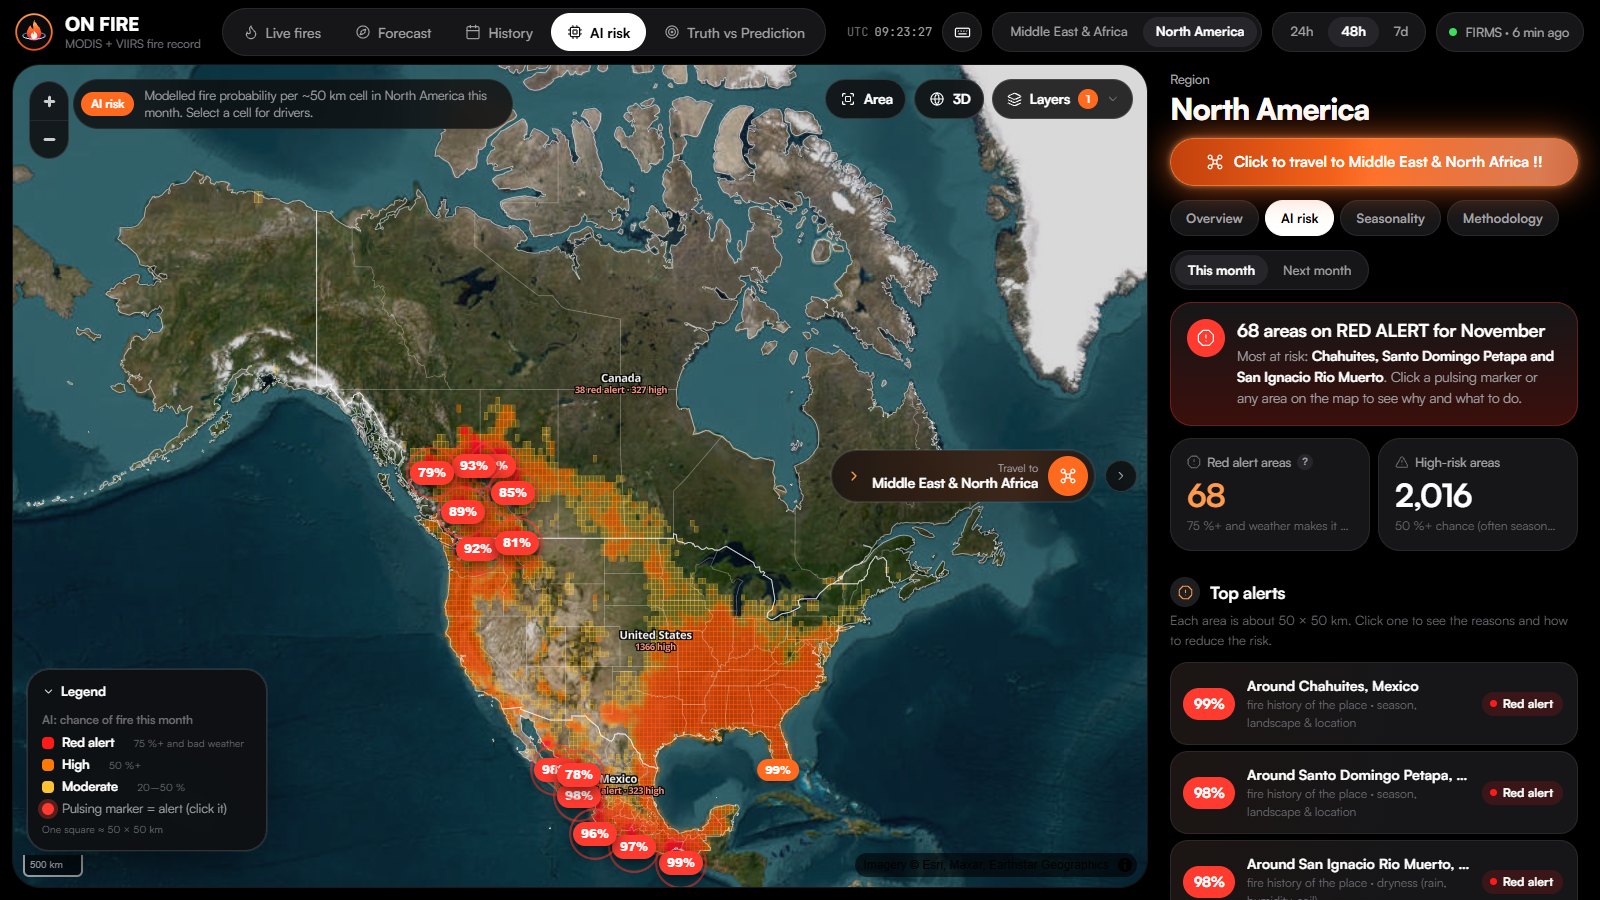 ON FIRE
MODIS + VIIRS fire record
Live fires
Forecast
History
AI risk
Truth vs Prediction
UTC 09:23:27
Middle East & Africa
North America
24h
48h
7d
FIRMS · 6 min ago
+
−
AI risk
Modelled fire probability per ~50 km cell in North America this
month. Select a cell for drivers.
Area
3D
Layers 1
Canada
38 red alert · 327 high
79%
93%
%
85%
89%
92%
81%
Travel to
Middle East & North Africa
United States
1366 high
Mexico
alert · 323 high
98
78%
98%
99%
96%
97%
99%
Legend
AI: chance of fire this month
Red alert 75 %+ and bad weather
High 50 %+
Moderate 20–50 %
Pulsing marker = alert (click it)
One square ≈ 50 × 50 km
500 km
Imagery © Esri, Maxar, Earthstar Geographics
Region
North America
Click to travel to Middle East & North Africa !!
Overview
AI risk
Seasonality
Methodology
This month
Next month
68 areas on RED ALERT for November
Most at risk: Chahuites, Santo Domingo Petapa and
San Ignacio Rio Muerto. Click a pulsing marker or
any area on the map to see why and what to do.
Red alert areas ?
68
75 %+ and weather makes it ...
High-risk areas
2,016
50 %+ chance (often season...
Top alerts
Each area is about 50 × 50 km. Click one to see the reasons and how
to reduce the risk.
99%
Around Chahuites, Mexico
fire history of the place · season,
landscape & location
Red alert
98%
Around Santo Domingo Petapa, ...
fire history of the place · season,
landscape & location
Red alert
98%
Around San Ignacio Rio Muerto, ...
fire history of the place · dryness (rain,
Red alert